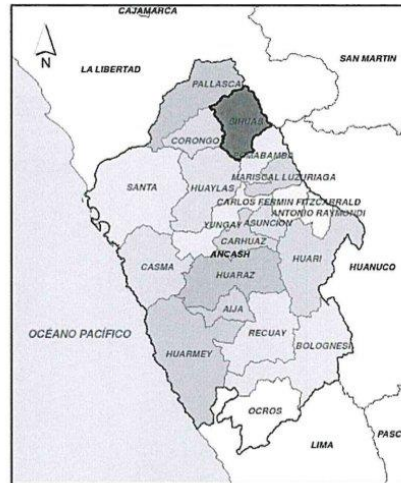 CAJAMARCA
N
LA LIBERTAD
SAN MARTIN
PALLASCA
SIHUAS
CORONGO
POMABAMBA
MARISCAL LUZURIAGA
SANTA
HUAYLAS
CARLOS FERMIN FITZCARRALD
ANTONIO RAYMONDI
YUNGAY
ASUNCION
CARHUAZ
ANCASH
CASMA
HUARAZ
HUARI
HUANUCO
OCÉANO PACÍFICO
AIJA
RECUAY
BOLOGNESI
HUARMEY
OCROS
LIMA
PASC